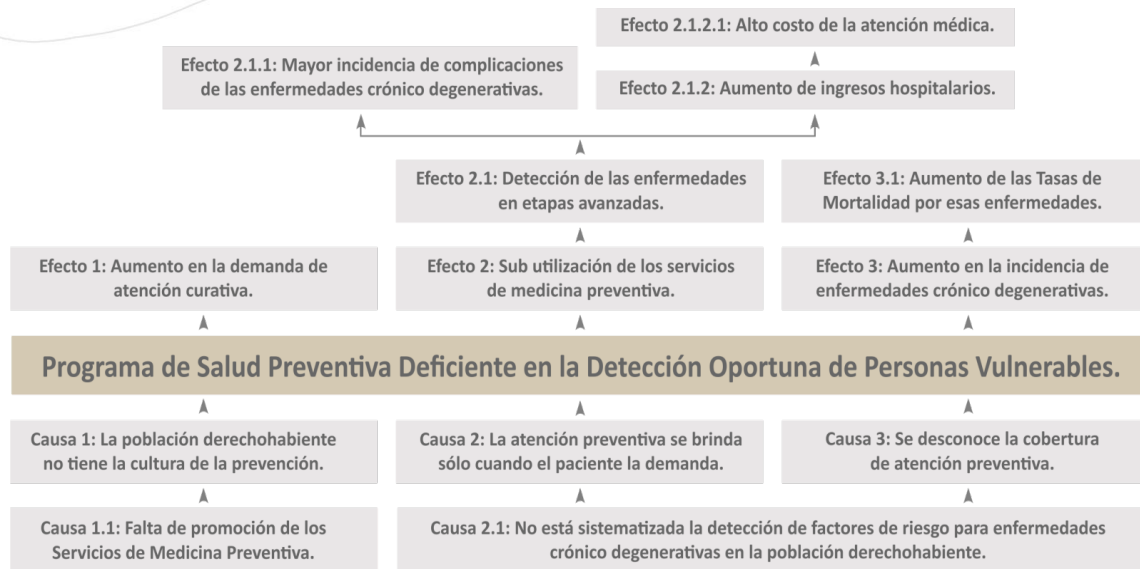 Efecto 2.1.2.1: Alto costo de la atención médica.
Efecto 2.1.1: Mayor incidencia de complicaciones
de las enfermedades crónico degenerativas.
Efecto 2.1.2: Aumento de ingresos hospitalarios.
Efecto 2.1: Detección de las enfermedades
en etapas avanzadas.
Efecto 3.1: Aumento de las Tasas de
Mortalidad por esas enfermedades.
Efecto 1: Aumento en la demanda de
atención curativa.
Efecto 2: Sub utilización de los servicios
de medicina preventiva.
Efecto 3: Aumento en la incidencia de
enfermedades crónico degenerativas.
Programa de Salud Preventiva Deficiente en la Detección Oportuna de Personas Vulnerables.
Causa 1: La población derechohabiente
no tiene la cultura de la prevención.
Causa 2: La atención preventiva se brinda
sólo cuando el paciente la demanda.
Causa 3: Se desconoce la cobertura
de atención preventiva.
Causa 1.1: Falta de promoción de los
Servicios de Medicina Preventiva.
Causa 2.1: No está sistematizada la detección de factores de riesgo para enfermedades
crónico degenerativas en la población derechohabiente.